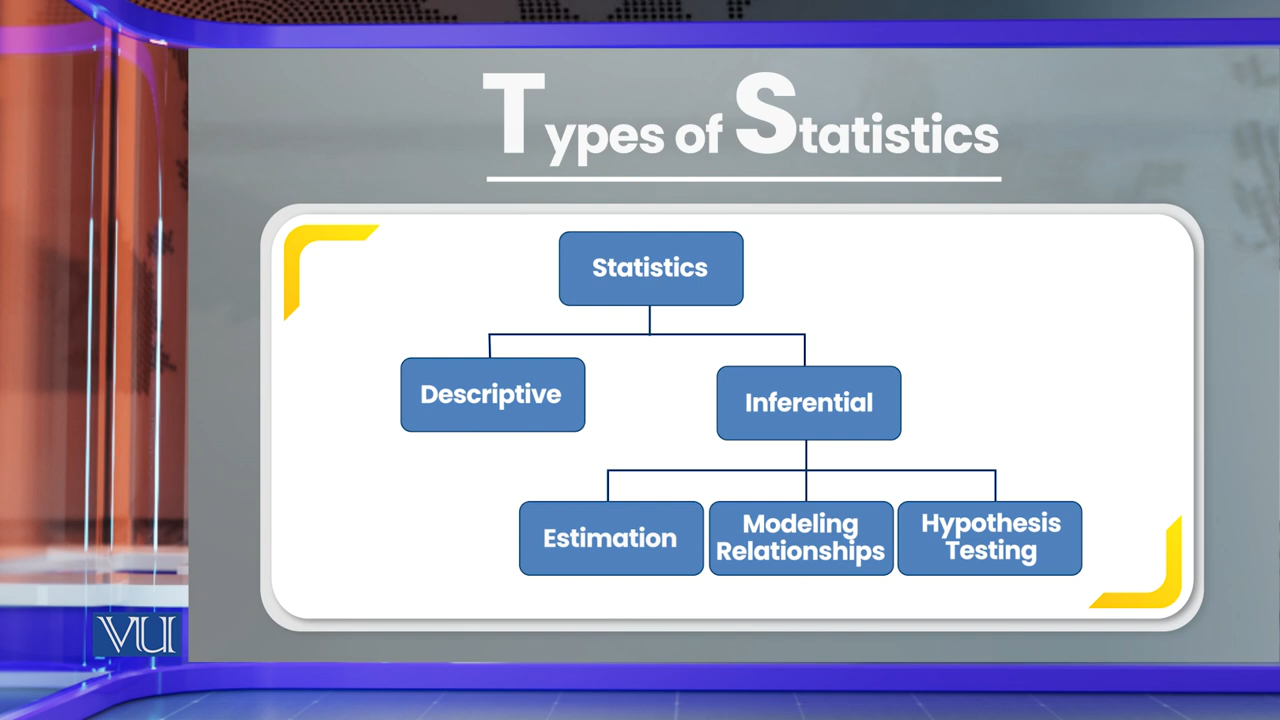 Types of Statistics
Statistics
Descriptive
Inferential
Estimation
Modeling
Relationships
Hypothesis
Testing
VU